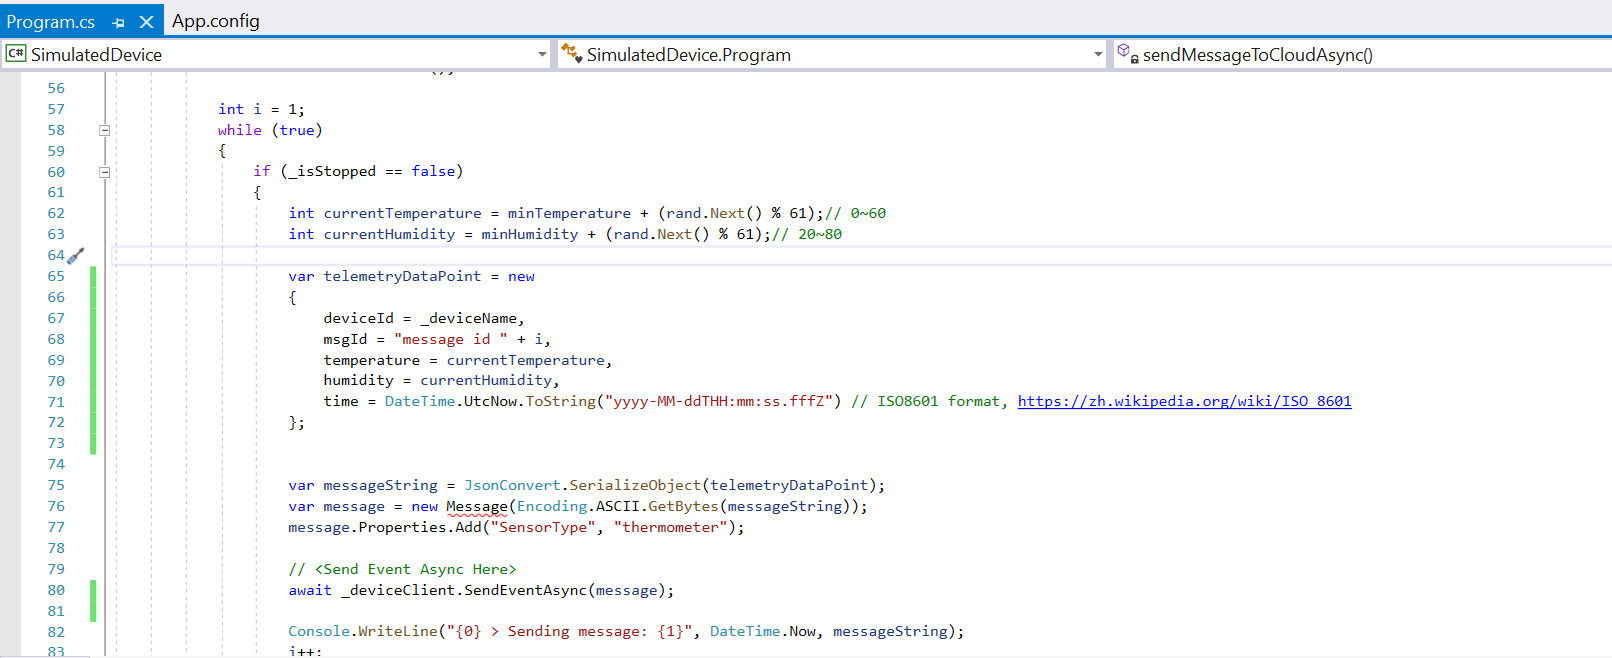 Program.cs App.config
C# SimulatedDevice SimulatedDevice.Program sendMessageToCloudAsync()
56
57 int i = 1;
58 while (true)
59 {
60 if (_isStopped == false)
61 {
62 int currentTemperature = minTemperature + (rand.Next() % 61);// 0~60
63 int currentHumidity = minHumidity + (rand.Next() % 61);// 20~80
64
65 var telemetryDataPoint = new
66 {
67 deviceId = _deviceName,
68 msgId = "message id " + i,
69 temperature = currentTemperature,
70 humidity = currentHumidity,
71 time = DateTime.UtcNow.ToString("yyyy-MM-ddTHH:mm:ss.fffZ") // ISO8601 format, https://zh.wikipedia.org/wiki/ISO_8601
72 };
73
74
75 var messageString = JsonConvert.SerializeObject(telemetryDataPoint);
76 var message = new Message(Encoding.ASCII.GetBytes(messageString));
77 message.Properties.Add("SensorType", "thermometer");
78
79 // <Send Event Async Here>
80 await _deviceClient.SendEventAsync(message);
81
82 Console.WriteLine("{0} > Sending message: {1}", DateTime.Now, messageString);
83 i++;